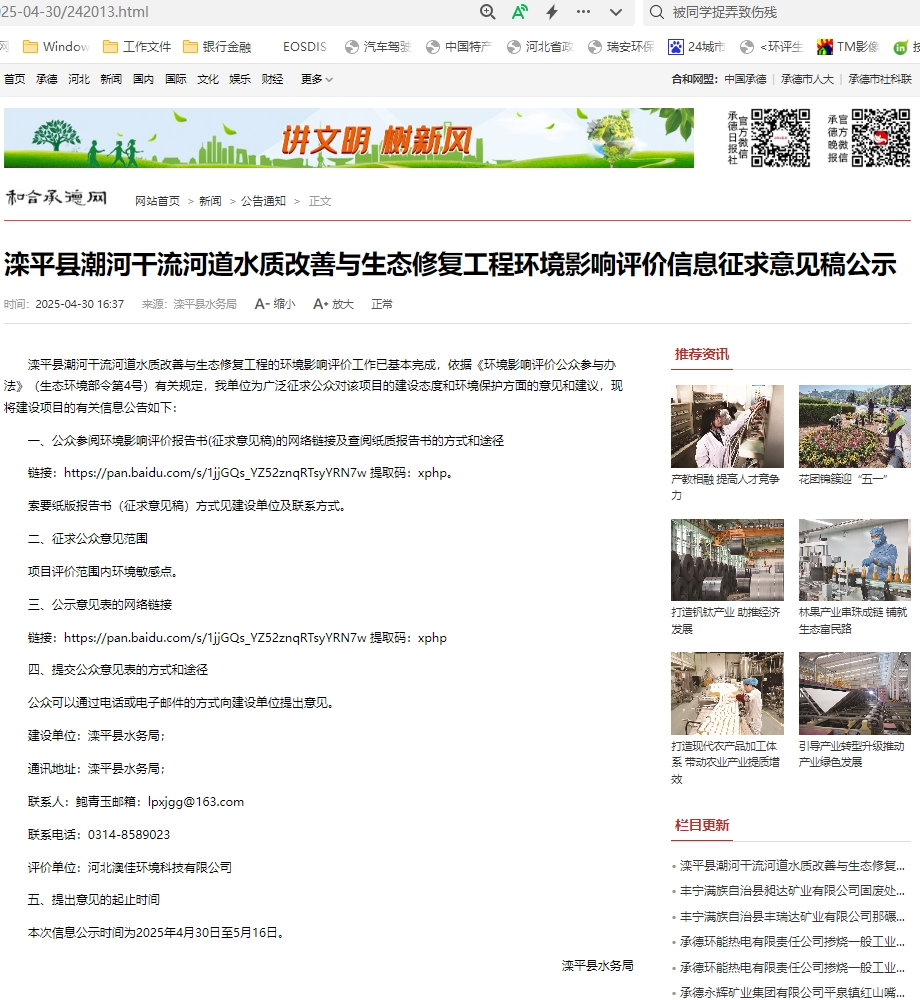 25-04-30/242013.html
被同学捉弄致伤残
Window
工作文件
银行金融
EOSDIS
汽车驾驶
中国特产
河北省政
瑞安环保
24城市
<环评生
TM影像
首页 承德 河北 新闻 国内 国际 文化 娱乐 财经 更多
合和网盟： 中国承德 | 承德市人大 | 承德市社科联
讲文明 树新风
承德日报社
官方微信
承德晚报
官方微信
和合承德网
网站首页 > 新闻 > 公告通知 > 正文
滦平县潮河干流河道水质改善与生态修复工程环境影响评价信息征求意见稿公示
时间： 2025-04-30 16:37 来源： 滦平县水务局 A- 缩小 A+ 放大 正常
滦平县潮河干流河道水质改善与生态修复工程的环境影响评价工作已基本完成，依据《环境影响评价公众参与办
法》（生态环境部令第4号）有关规定，我单位为广泛征求公众对该项目的建设态度和环境保护方面的意见和建议，现
将建设项目的有关信息公告如下：
一、公众参阅环境影响评价报告书(征求意见稿)的网络链接及查阅纸质报告书的方式和途径
链接：https://pan.baidu.com/s/1jjGQs_YZ52znqRTsyYRN7w 提取码：xphp。
索要纸版报告书（征求意见稿）方式见建设单位及联系方式。
二、征求公众意见范围
项目评价范围内环境敏感点。
三、公示意见表的网络链接
链接：https://pan.baidu.com/s/1jjGQs_YZ52znqRTsyYRN7w 提取码：xphp
四、提交公众意见表的方式和途径
公众可以通过电话或电子邮件的方式向建设单位提出意见。
建设单位：滦平县水务局；
通讯地址：滦平县水务局；
联系人：鲍青玉邮箱：lpxjgg@163.com
联系电话：0314-8589023
评价单位：河北澳佳环境科技有限公司
五、提出意见的起止时间
本次信息公示时间为2025年4月30日至5月16日。
滦平县水务局
推荐资讯
产教相融 提高人才竞争
力
花团锦簇迎“五一”
打造钒钛产业 助推经济
发展
林果产业串珠成链 铺就
生态富民路
打造现代农产品加工体
系 带动农业产业提质增
效
引导产业转型升级推动
产业绿色发展
栏目更新
滦平县潮河干流河道水质改善与生态修复...
丰宁满族自治县昶达矿业有限公司固废处...
丰宁满族自治县丰瑞达矿业有限公司那碾...
承德环能热电有限责任公司掺烧一般工业...
承德环能热电有限责任公司掺烧一般工业...
承德永辉矿业集团有限公司平泉镇红山嘴...